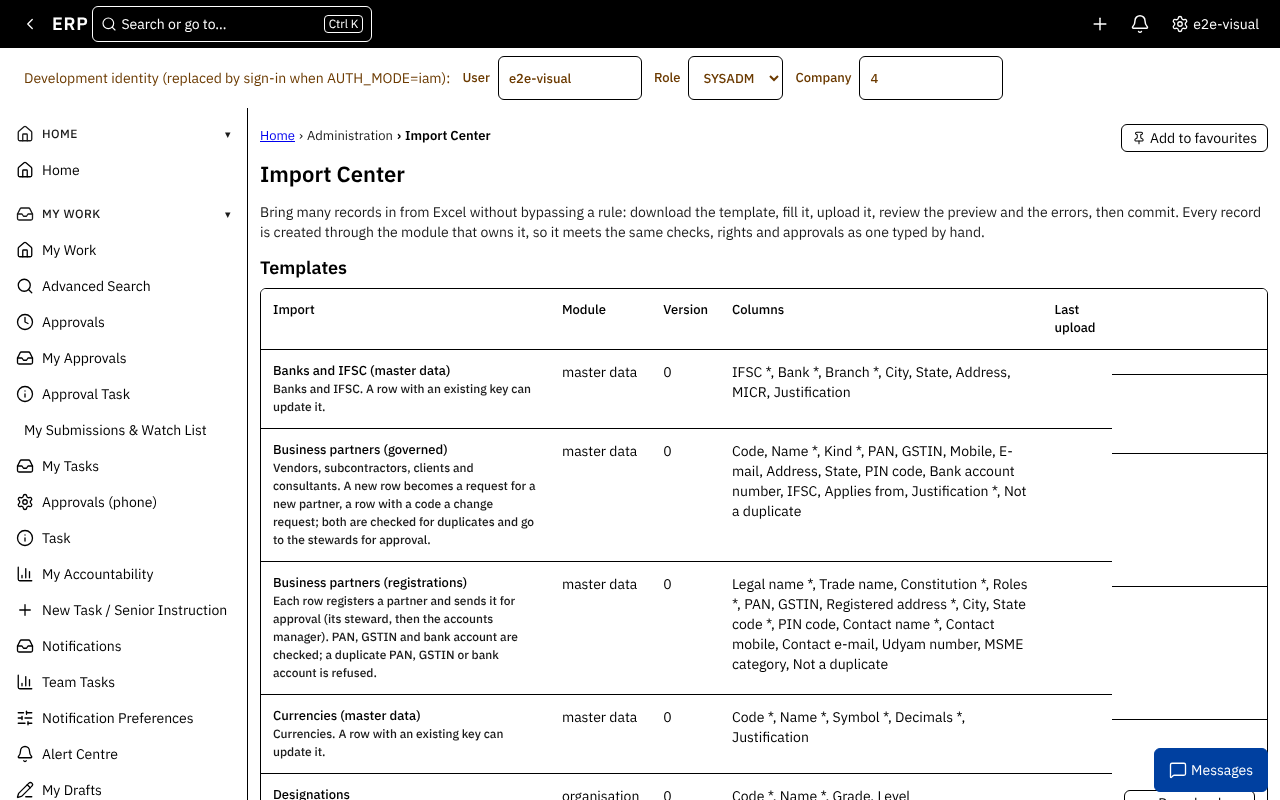 ERP
Search or go to...
Ctrl K
e2e-visual
Development identity (replaced by sign-in when AUTH_MODE=iam):
User
e2e-visual
Role
SYSADM
Company
4
HOME
Home
MY WORK
My Work
Advanced Search
Approvals
My Approvals
Approval Task
My Submissions & Watch List
My Tasks
Approvals (phone)
Task
My Accountability
New Task / Senior Instruction
Notifications
Team Tasks
Notification Preferences
Alert Centre
My Drafts
Home › Administration › Import Center
Add to favourites
Import Center
Bring many records in from Excel without bypassing a rule: download the template, fill it, upload it, review the preview and the errors, then commit. Every record
is created through the module that owns it, so it meets the same checks, rights and approvals as one typed by hand.
Templates
Import
Module
Version
Columns
Last
upload
Banks and IFSC (master data)
Banks and IFSC. A row with an existing key can
update it.
master data
0
IFSC *, Bank *, Branch *, City, State, Address,
MICR, Justification
Business partners (governed)
Vendors, subcontractors, clients and
consultants. A new row becomes a request for a
new partner, a row with a code a change
request; both are checked for duplicates and go
to the stewards for approval.
master data
0
Code, Name *, Kind *, PAN, GSTIN, Mobile, E-
mail, Address, State, PIN code, Bank account
number, IFSC, Applies from, Justification *, Not
a duplicate
Business partners (registrations)
Each row registers a partner and sends it for
approval (its steward, then the accounts
manager). PAN, GSTIN and bank account are
checked; a duplicate PAN, GSTIN or bank
account is refused.
master data
0
Legal name *, Trade name, Constitution *, Roles
*, PAN, GSTIN, Registered address *, City, State
code *, PIN code, Contact name *, Contact
mobile, Contact e-mail, Udyam number, MSME
category, Not a duplicate
Currencies (master data)
Currencies. A row with an existing key can
update it.
master data
0
Code *, Name *, Symbol *, Decimals *,
Justification
Designations
organisation
0
Code *, Name *, Grade, Level
Messages